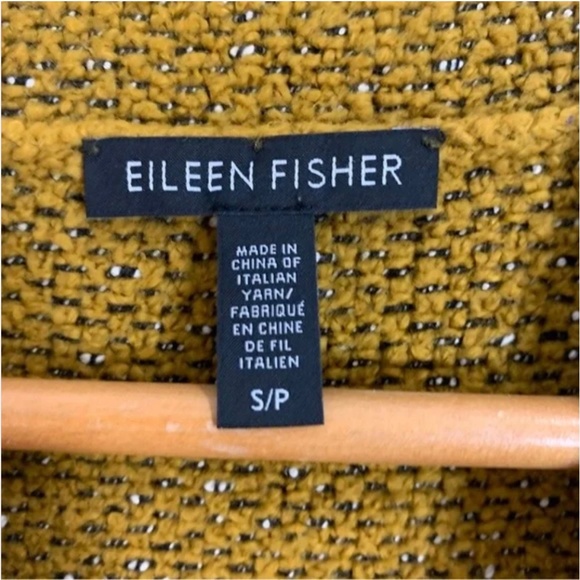 EILEEN FISHER
MADE IN
CHINA OF
ITALIAN
YARN/
FABRIQUÉ
EN CHINE
DE FIL
ITALIEN
S/P